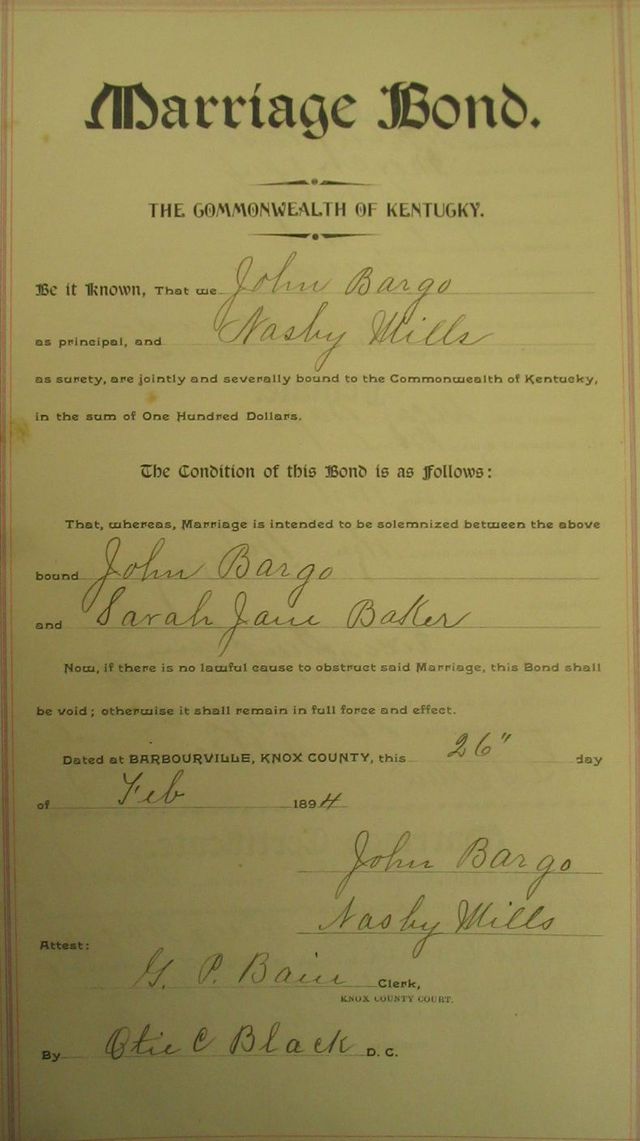 Marriage Bond.
THE COMMONWEALTH OF KENTUCKY.
Be it Known, That we John Bargo
as principal, and Nasby Mills
as surety, are jointly and severally bound to the Commonwealth of Kentucky,
in the sum of One Hundred Dollars.
The Condition of this Bond is as Follows:
That, whereas, Marriage is intended to be solemnized between the above
bound John Bargo
and Sarah Jane Baker
Now, if there is no lawful cause to obstruct said Marriage, this Bond shall
be void; otherwise it shall remain in full force and effect.
Dated at BARBOURVILLE, KNOX COUNTY, this 26" day
of Feb 1894
John Bargo
Nasby Mills
Attest:
G. P. Bain Clerk,
KNOX COUNTY COURT.
By Otie C Black D. C.